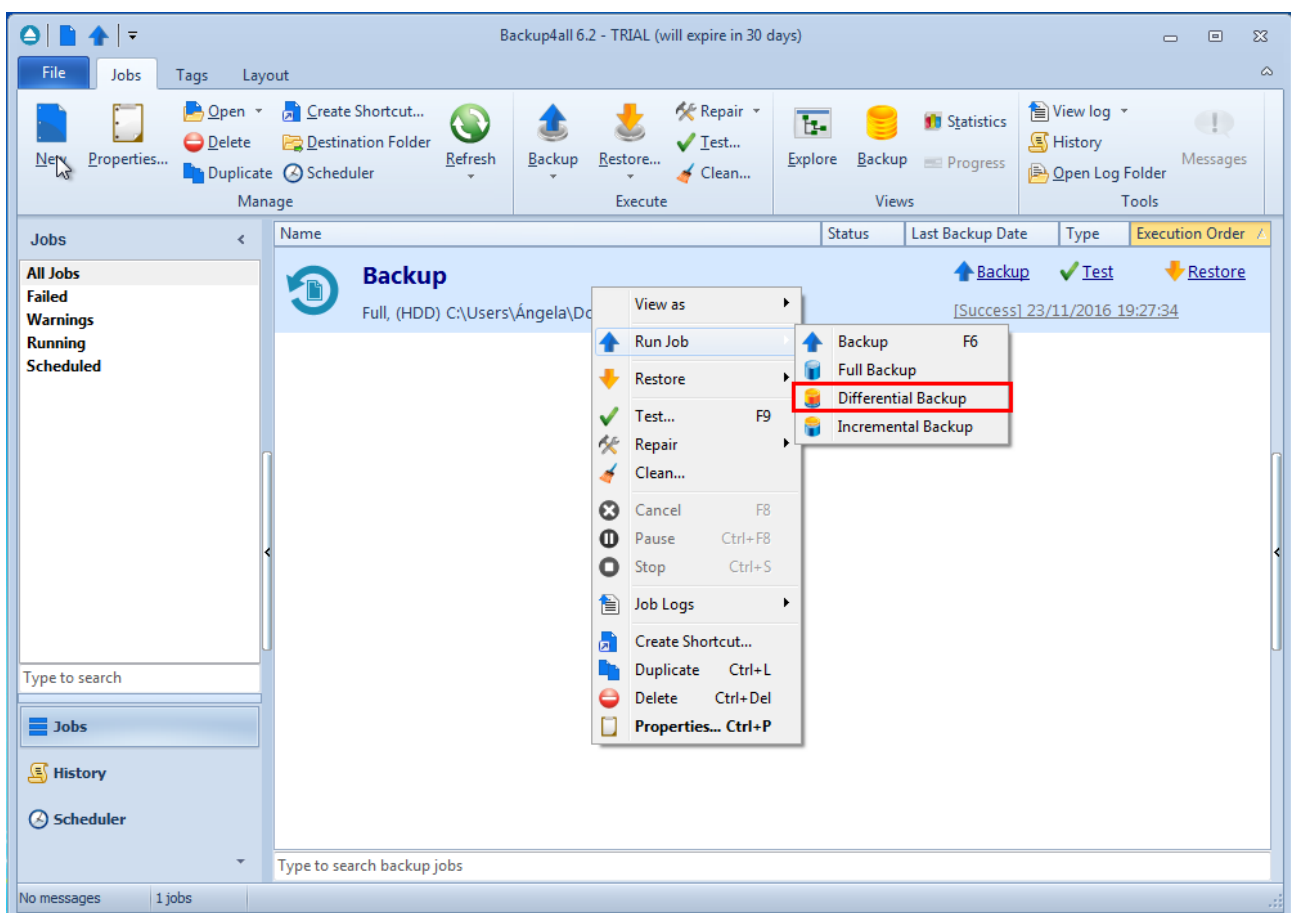 Backup4all 6.2 - TRIAL (will expire in 30 days)
File Jobs Tags Layout
New
Properties...
Open
Delete
Duplicate
Create Shortcut...
Destination Folder
Scheduler
Refresh
Manage
Backup
Restore...
Repair
Test...
Clean...
Execute
Explore
Backup
Statistics
Progress
Views
View log
History
Open Log Folder
Messages
Tools
Jobs
All Jobs
Failed
Warnings
Running
Scheduled
Type to search
Jobs
History
Scheduler
Name Status Last Backup Date Type Execution Order
Backup
Backup Test Restore
Full, (HDD) C:\Users\Ángela\Do
[Success] 23/11/2016 19:27:34
View as
Run Job
Restore
Test... F9
Repair
Clean...
Cancel F8
Pause Ctrl+F8
Stop Ctrl+S
Job Logs
Create Shortcut...
Duplicate Ctrl+L
Delete Ctrl+Del
Properties... Ctrl+P
Backup F6
Full Backup
Differential Backup
Incremental Backup
Type to search backup jobs
No messages 1 jobs